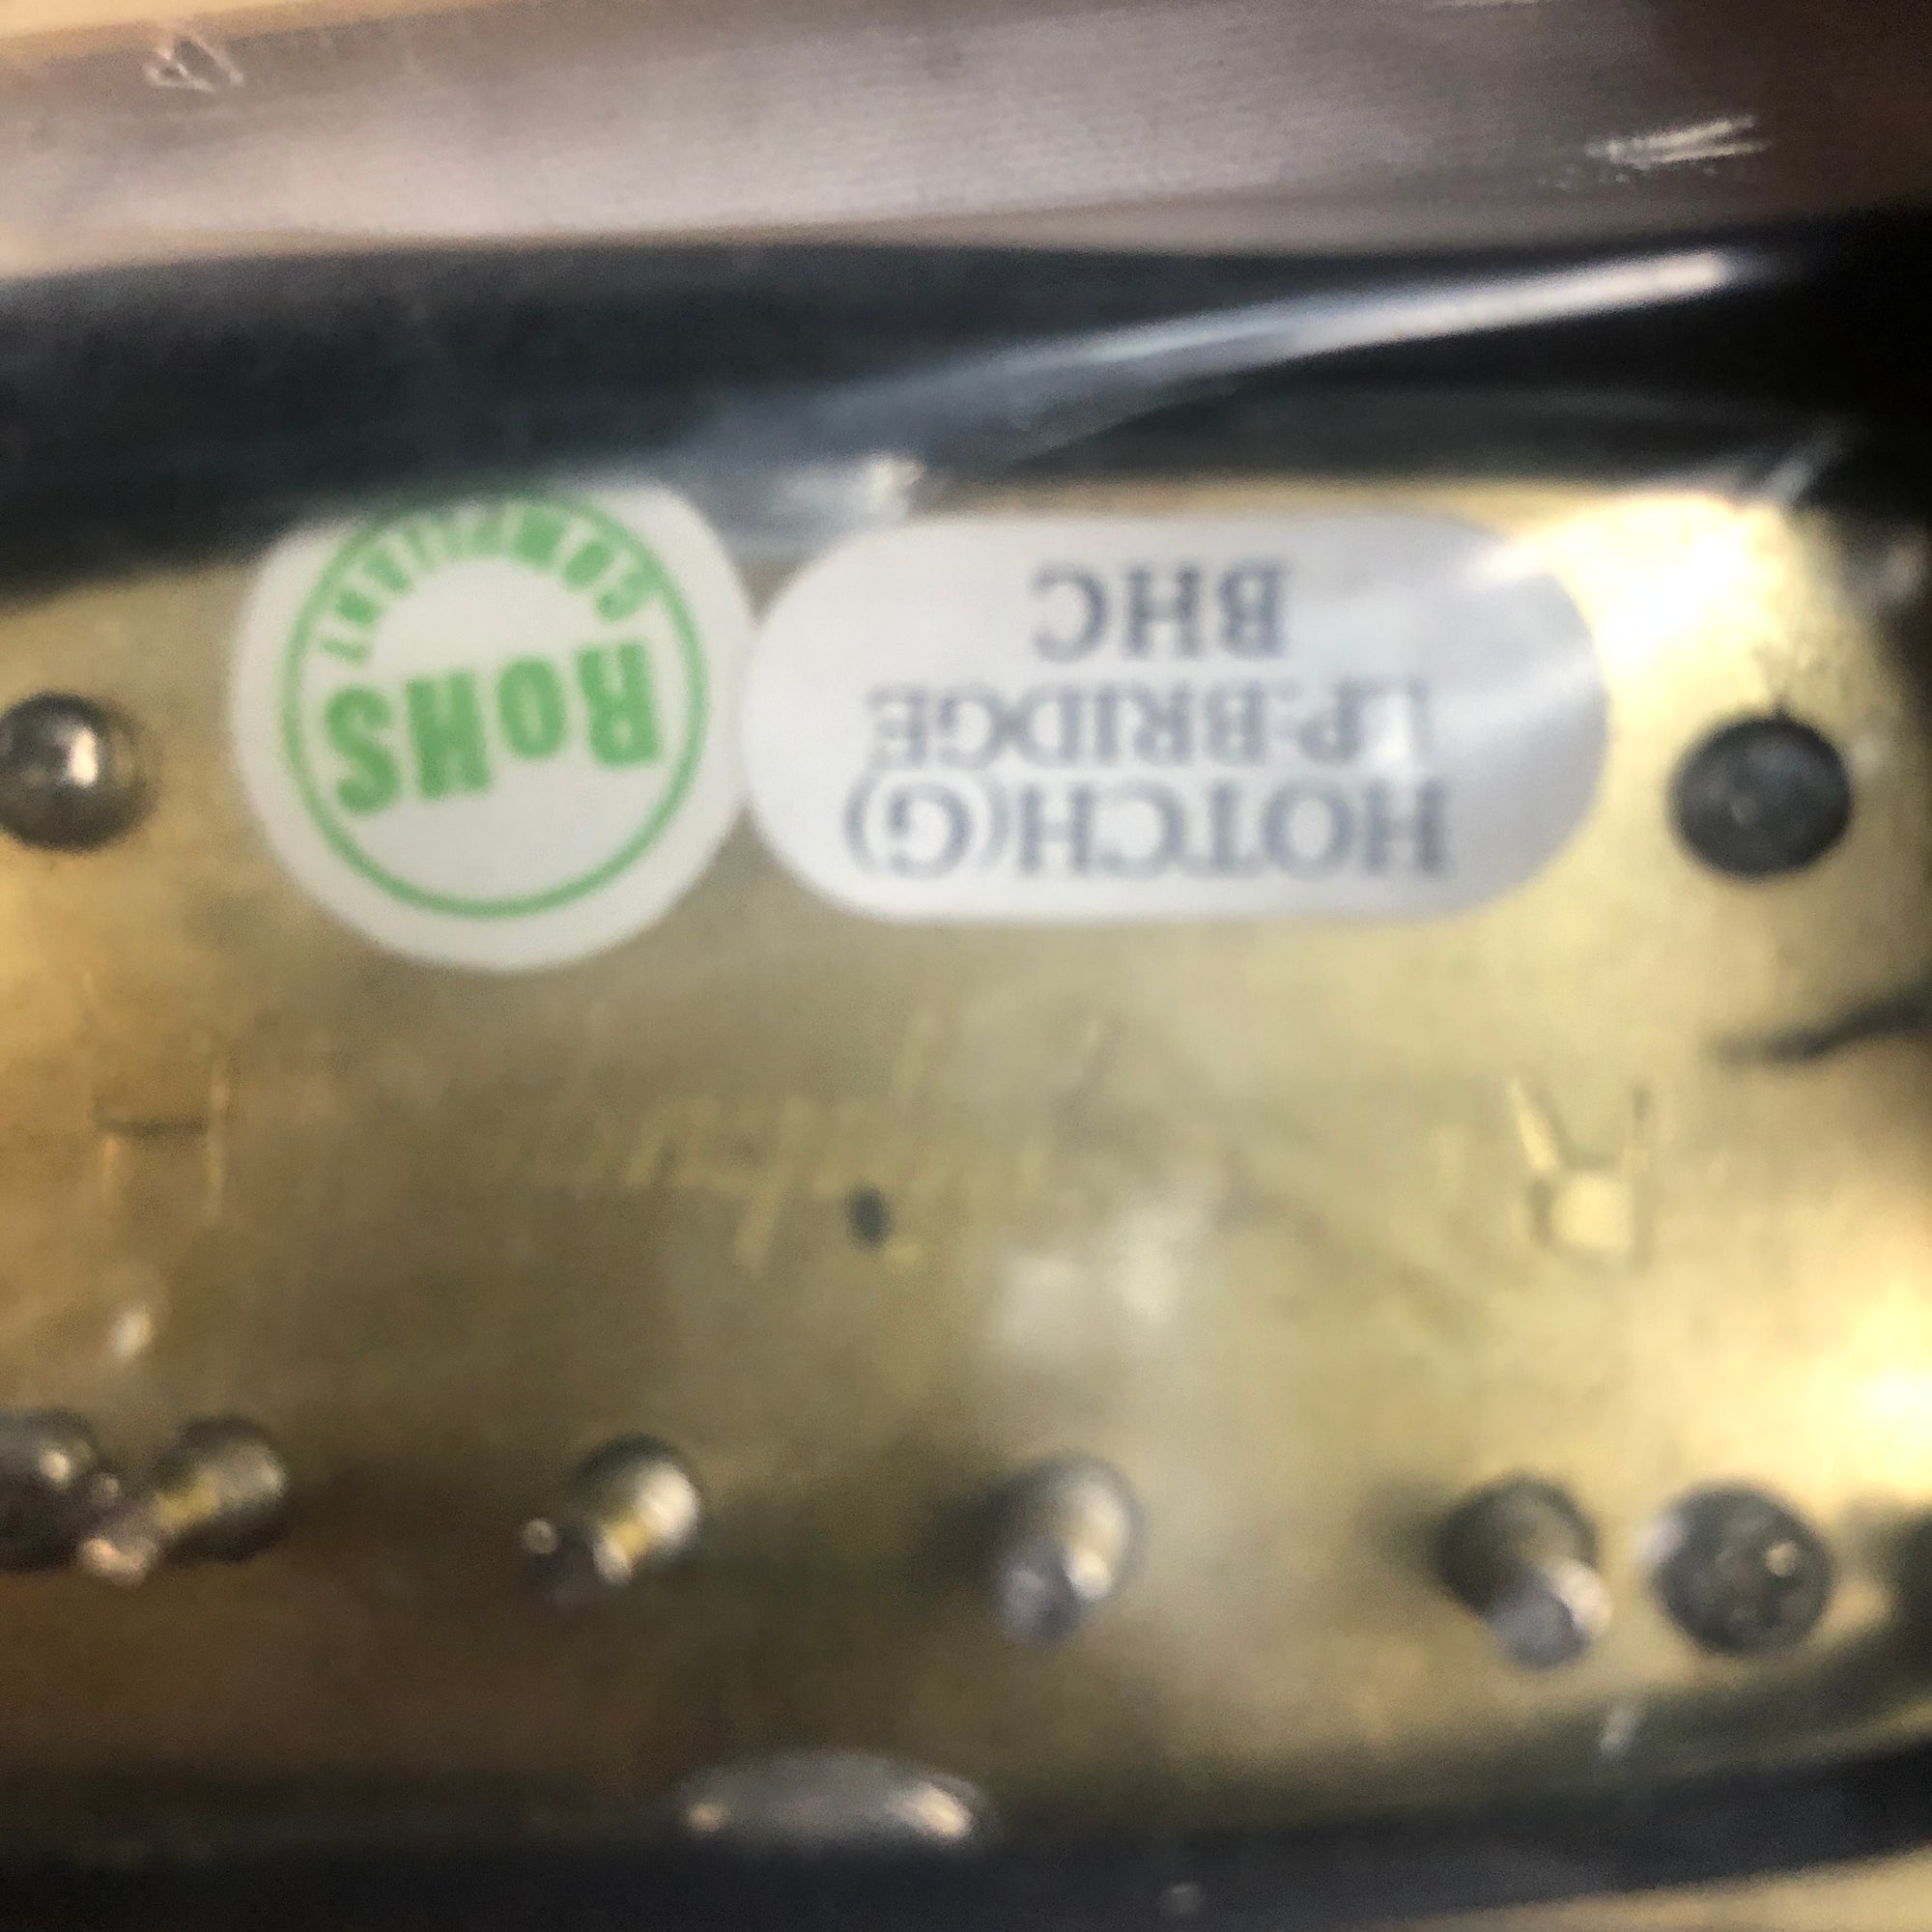 HOTCH(G)
LP.BRIDGE
BHC
RoHS
COMPLIANT